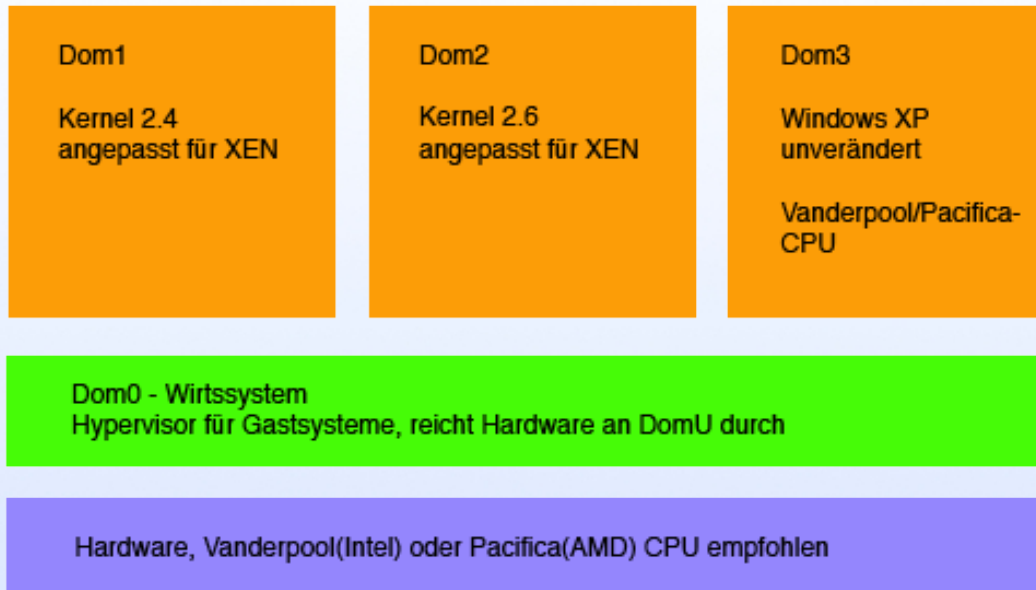 Dom1
Kernel 2.4
angepasst für XEN
Dom2
Kernel 2.6
angepasst für XEN
Dom3
Windows XP
unverändert
Vanderpool/Pacifica-
CPU
Dom0 - Wirtssystem
Hypervisor für Gastsysteme, reicht Hardware an DomU durch
Hardware, Vanderpool(Intel) oder Pacifica(AMD) CPU empfohlen